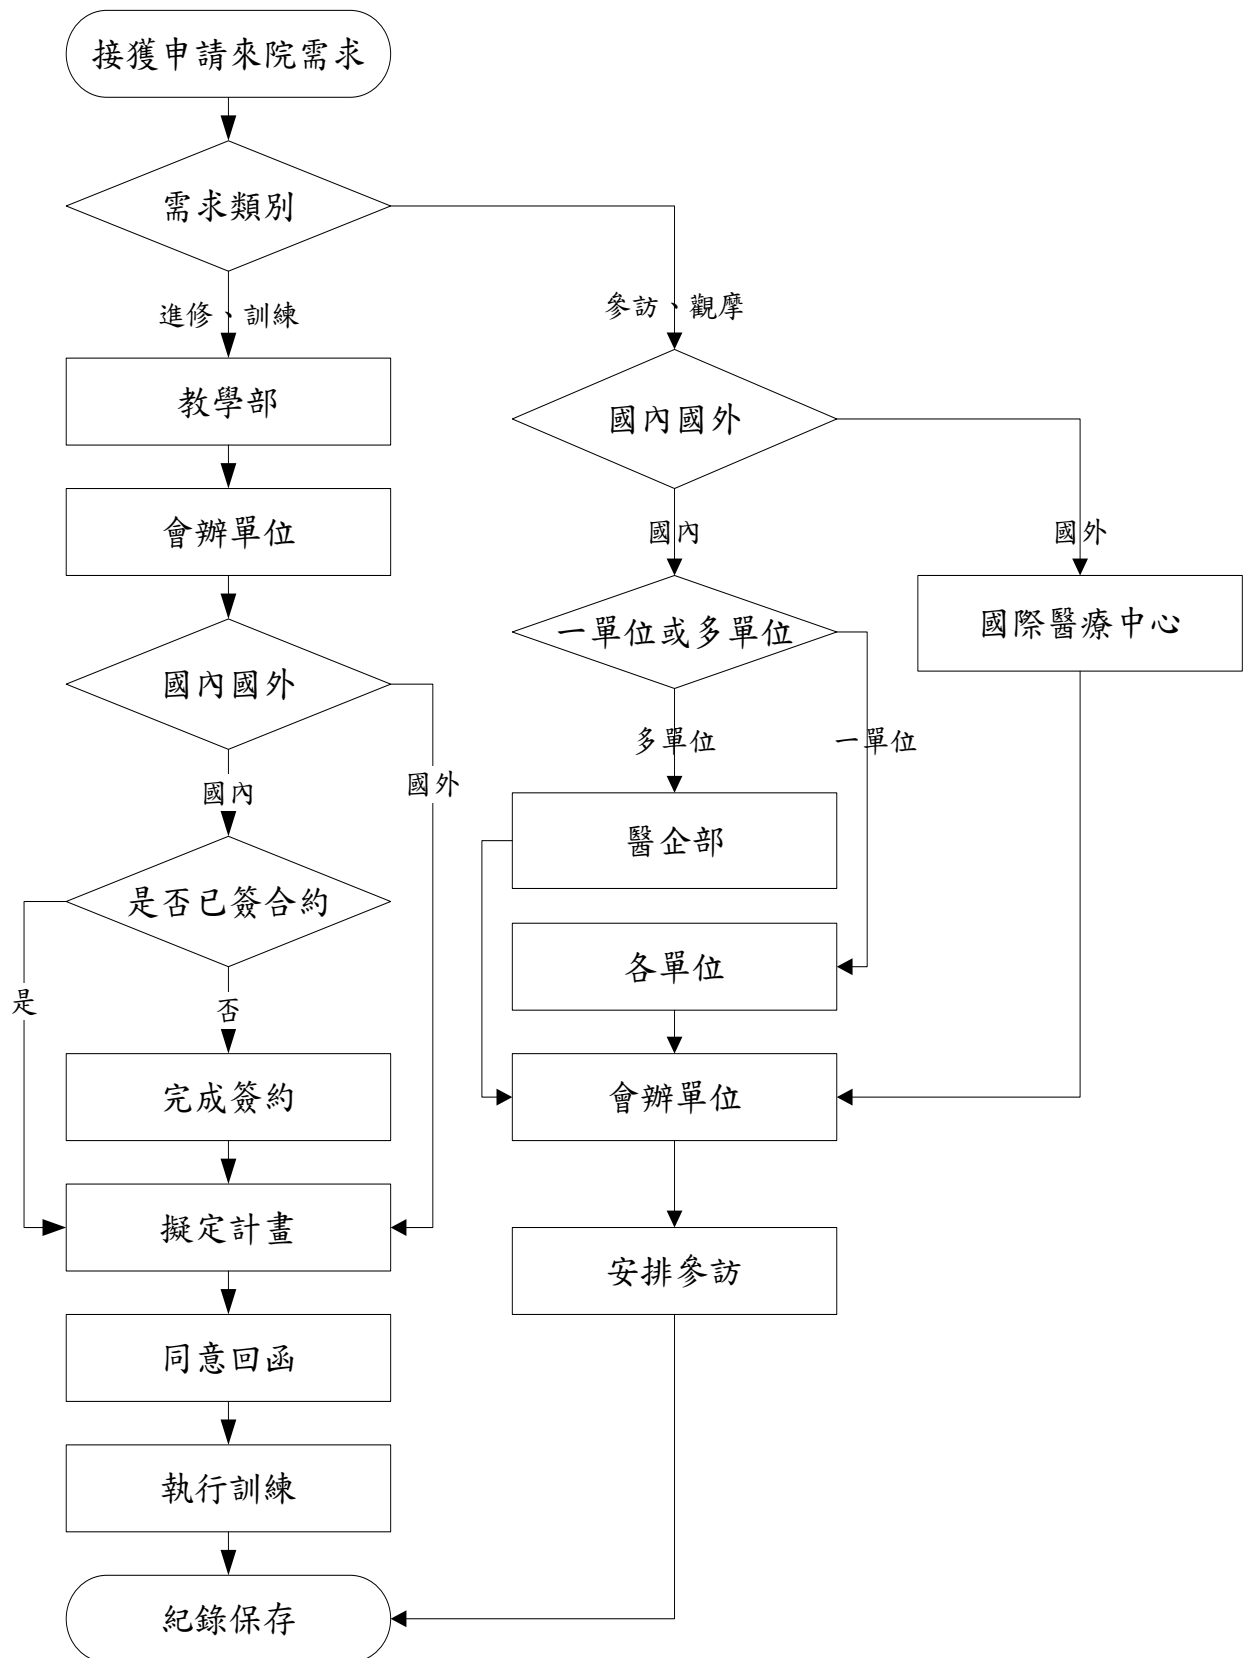 接獲申請來院需求
需求類別
進修、訓練
參訪、觀摩
教學部
國內國外
會辦單位
國內
國外
一單位或多單位
國際醫療中心
國內國外
多單位
一單位
國內
國外
醫企部
是否已簽合約
各單位
是
否
完成簽約
會辦單位
擬定計畫
安排參訪
同意回函
執行訓練
紀錄保存